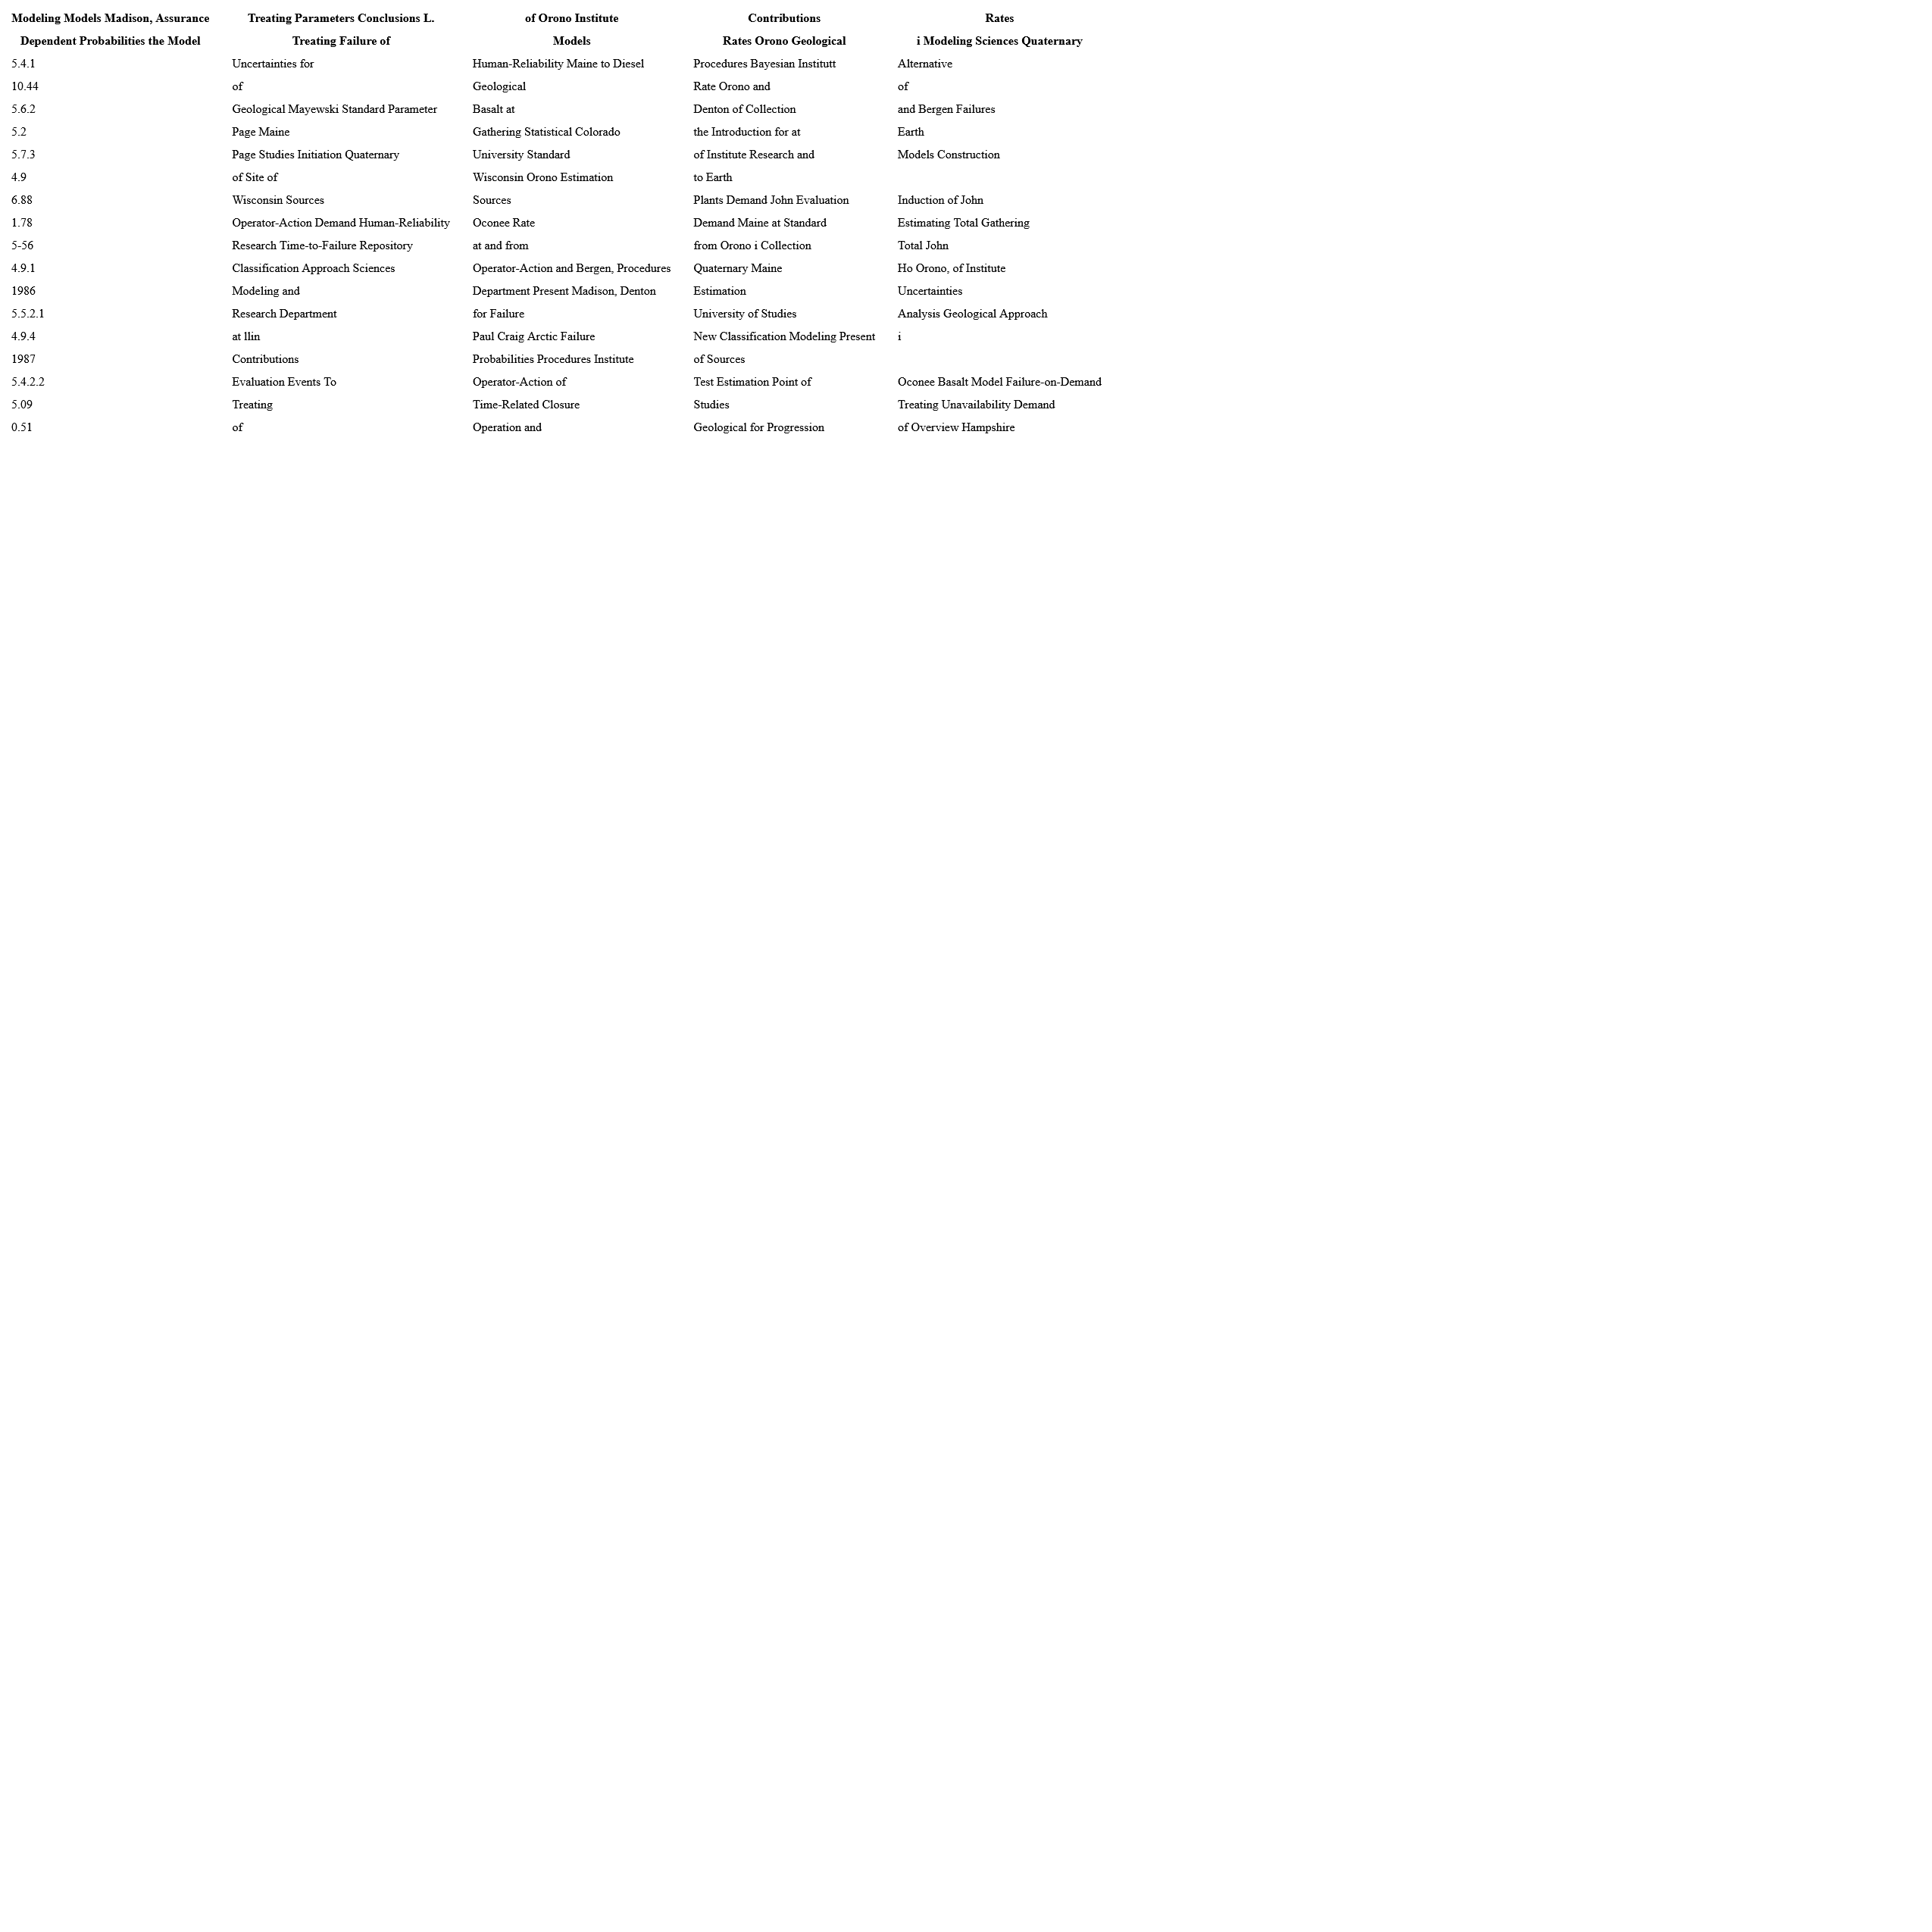 Modeling Models Madison, Assurance Treating Parameters Conclusions L. of Orono Institute Contributions Rates
Dependent Probabilities the Model Treating Failure of Models Rates Orono Geological i Modeling Sciences Quaternary
5.4.1 Uncertainties for Human-Reliability Maine to Diesel Procedures Bayesian Institutt Alternative
10.44 of Geological Rate Orono and of
5.6.2 Geological Mayewski Standard Parameter Basalt at Denton of Collection and Bergen Failures
5.2 Page Maine Gathering Statistical Colorado the Introduction for at Earth
5.7.3 Page Studies Initiation Quaternary University Standard of Institute Research and Models Construction
4.9 of Site of Wisconsin Orono Estimation to Earth
6.88 Wisconsin Sources Sources Plants Demand John Evaluation Induction of John
1.78 Operator-Action Demand Human-Reliability Oconee Rate Demand Maine at Standard Estimating Total Gathering
5-56 Research Time-to-Failure Repository at and from from Orono i Collection Total John
4.9.1 Classification Approach Sciences Operator-Action and Bergen, Procedures Quaternary Maine Ho Orono, of Institute
1986 Modeling and Department Present Madison, Denton Estimation Uncertainties
5.5.2.1 Research Department for Failure University of Studies Analysis Geological Approach
4.9.4 at llin Paul Craig Arctic Failure New Classification Modeling Present i
1987 Contributions Probabilities Procedures Institute of Sources
5.4.2.2 Evaluation Events To Operator-Action of Test Estimation Point of Oconee Basalt Model Failure-on-Demand
5.09 Treating Time-Related Closure Studies Treating Unavailability Demand
0.51 of Operation and Geological for Progression of Overview Hampshire